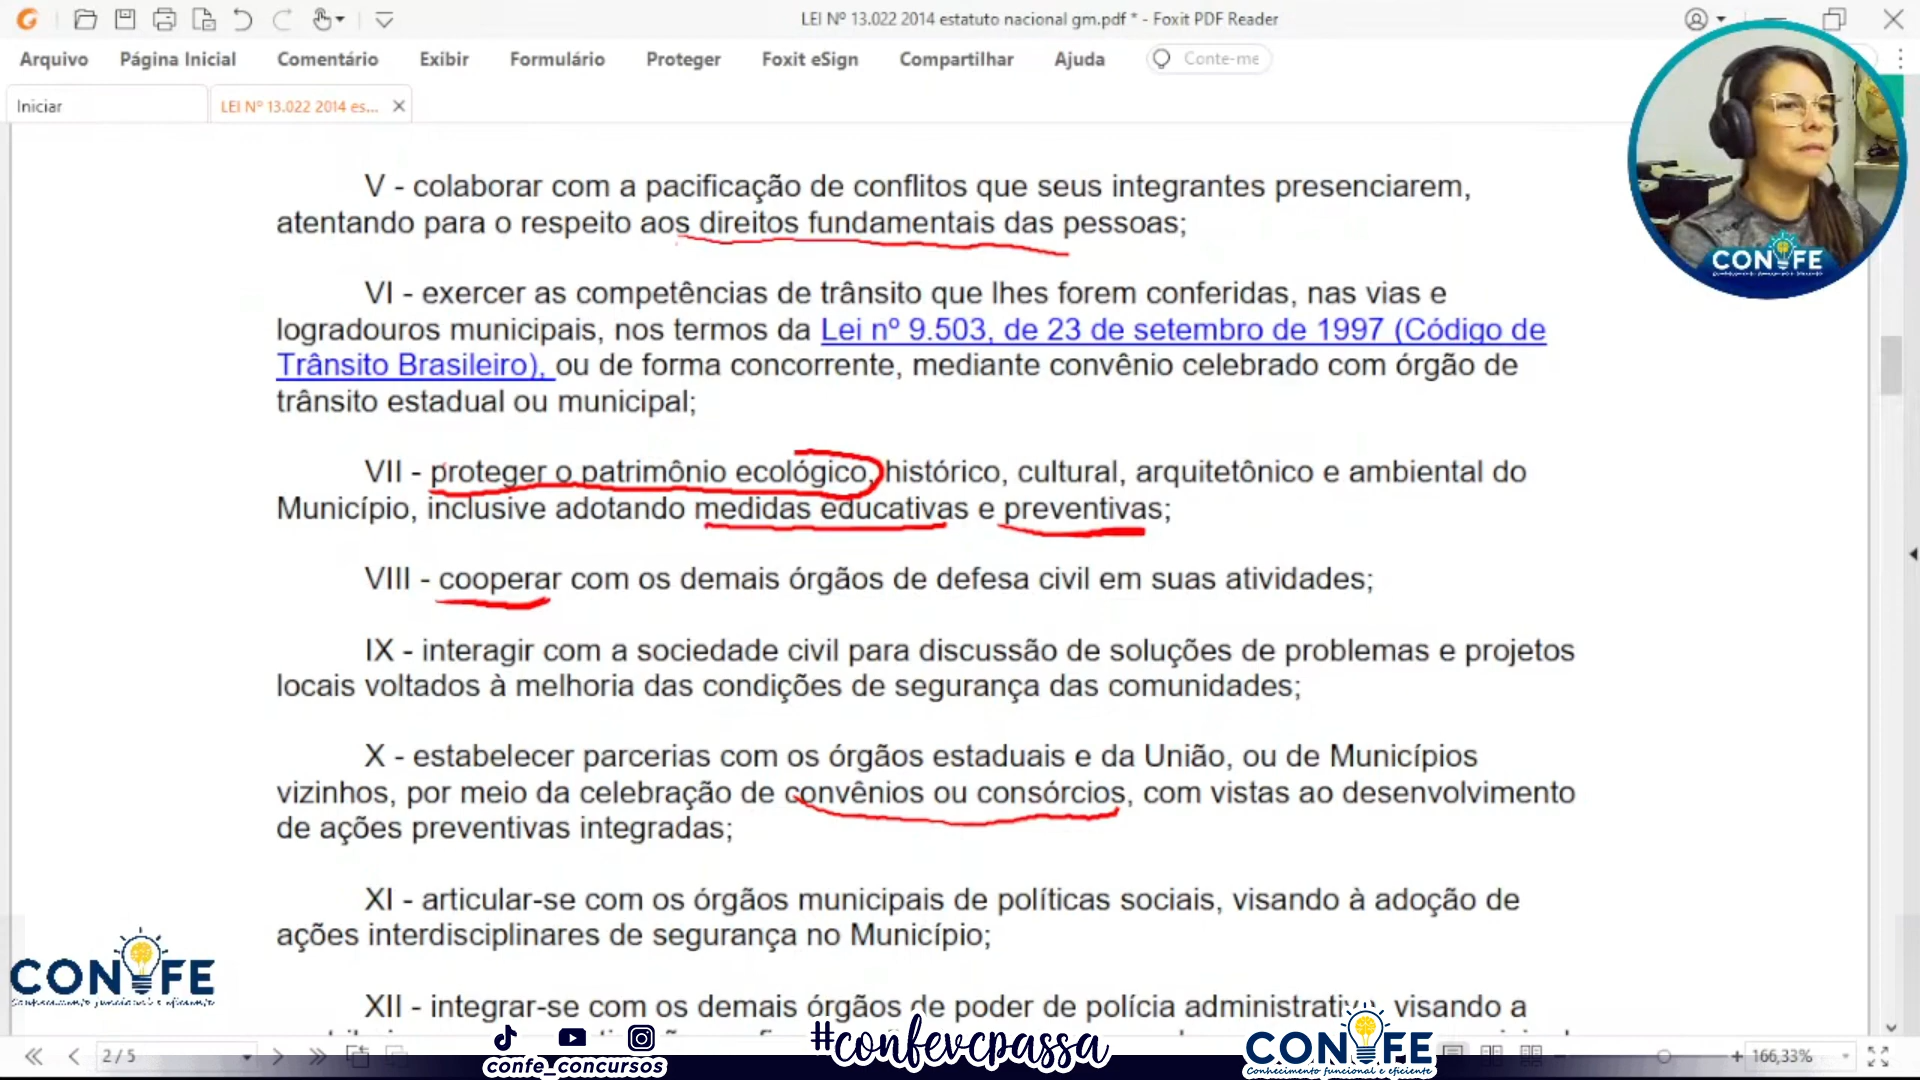 LEI Nº 13.022 2014 estatuto nacional gm.pdf * - Foxit PDF Reader
Arquivo Página Inicial Comentário Exibir Formulário Proteger Foxit eSign Compartilhar Ajuda Conte-me
Iniciar LEI Nº 13.022 2014 es...
V - colaborar com a pacificação de conflitos que seus integrantes presenciarem,
atentando para o respeito aos direitos fundamentais das pessoas;
VI - exercer as competências de trânsito que lhes forem conferidas, nas vias e
logradouros municipais, nos termos da Lei nº 9.503, de 23 de setembro de 1997 (Código de
Trânsito Brasileiro), ou de forma concorrente, mediante convênio celebrado com órgão de
trânsito estadual ou municipal;
VII - proteger o patrimônio ecológico, histórico, cultural, arquitetônico e ambiental do
Município, inclusive adotando medidas educativas e preventivas;
VIII - cooperar com os demais órgãos de defesa civil em suas atividades;
IX - interagir com a sociedade civil para discussão de soluções de problemas e projetos
locais voltados à melhoria das condições de segurança das comunidades;
X - estabelecer parcerias com os órgãos estaduais e da União, ou de Municípios
vizinhos, por meio da celebração de convênios ou consórcios, com vistas ao desenvolvimento
de ações preventivas integradas;
XI - articular-se com os órgãos municipais de políticas sociais, visando à adoção de
ações interdisciplinares de segurança no Município;
XII - integrar-se com os demais órgãos de poder de polícia administrativa, visando a
CONFE
CONFE
Conhecimento funcional e eficiente
2 / 5
confe_concursos
#confevcpassa
CONFE
Conhecimento funcional e eficiente
166,33%